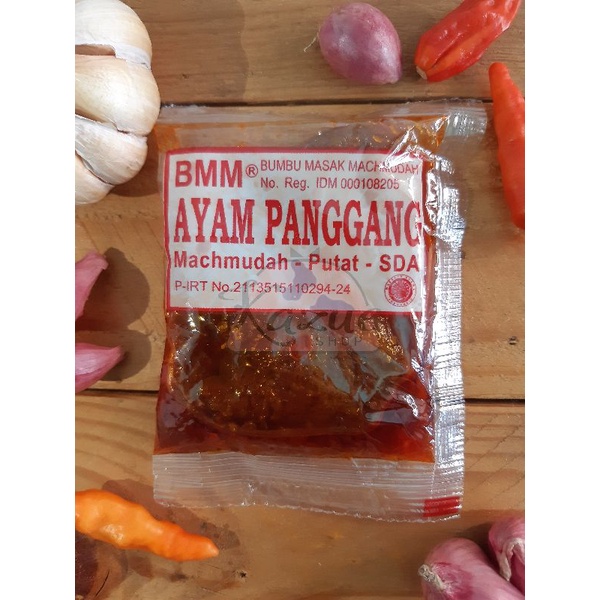 BMM® BUMBU MASAK MACHMUDAH
No. Reg. IDM 000108205
AYAM PANGGANG
Machmudah - Putat - SDA
P-IRT No.2113515110294-24